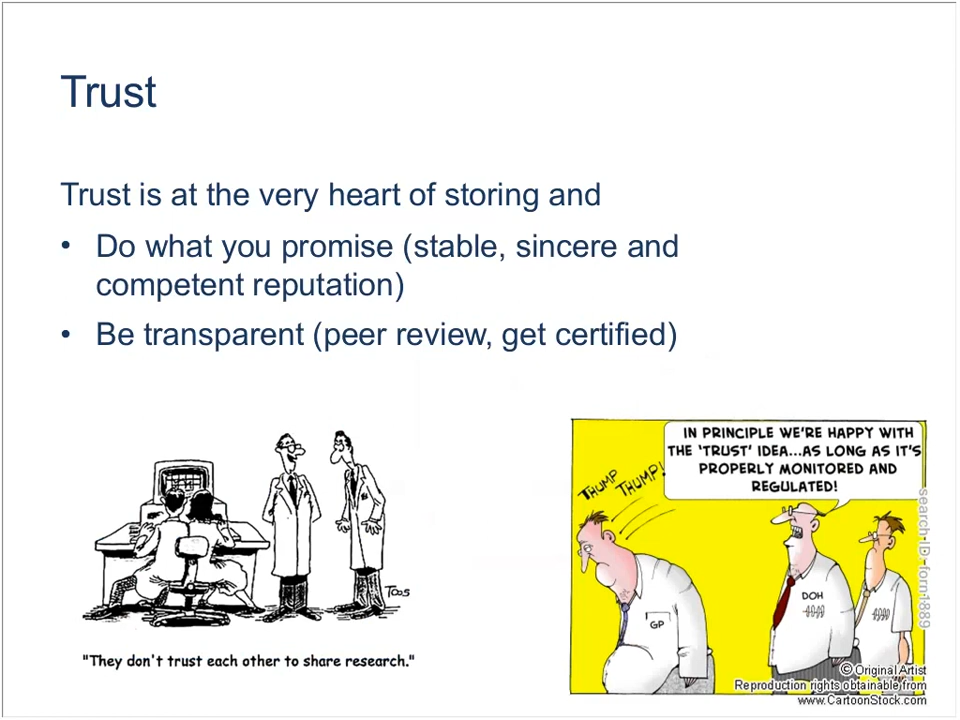 Trust
Trust is at the very heart of storing and
• Do what you promise (stable, sincere and
competent reputation)
• Be transparent (peer review, get certified)
TOOS
"They don't trust each other to share research."
IN PRINCIPLE WE'RE HAPPY WITH
THE 'TRUST' IDEA...AS LONG AS IT'S
PROPERLY MONITORED AND
REGULATED!
THUMP
THUMP!
GP
DOH
search ID: forn1889
© Original Artist
Reproduction rights obtainable from
www.CartoonStock.com